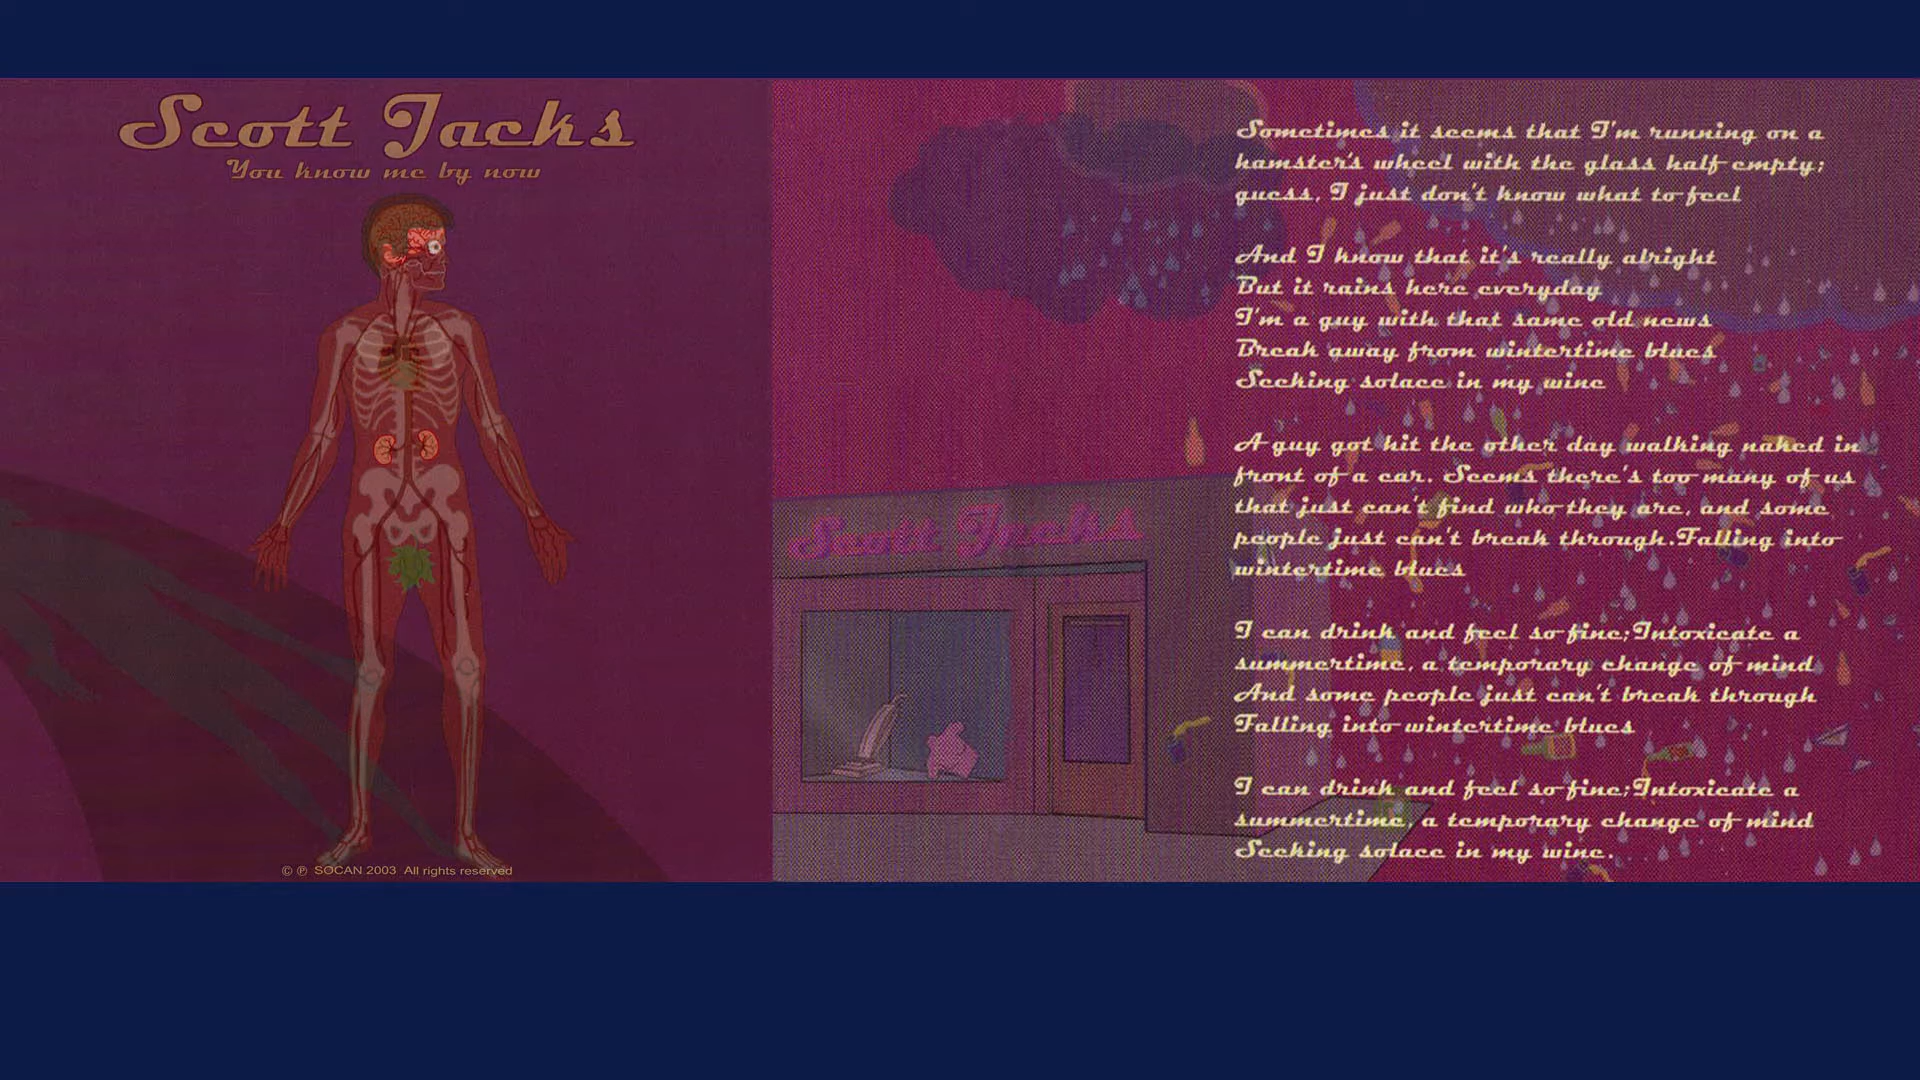 Scott Jacks
You know me by now
© ℗ SOCAN 2003 All rights reserved
Scott Jacks
Sometimes it seems that I'm running on a
hamster's wheel with the glass half empty;
guess, I just don't know what to feel
And I know that it's really alright
But it rains here everyday
I'm a guy with that same old news
Break away from wintertime blues
Seeking solace in my wine
A guy got hit the other day walking naked in
front of a car. Seems there's too many of us
that just can't find who they are, and some
people just can't break through.Falling into
wintertime blues
I can drink and feel so fine;Intoxicate a
summertime, a temporary change of mind
And some people just can't break through
Falling into wintertime blues
I can drink and feel so fine;Intoxicate a
summertime, a temporary change of mind
Seeking solace in my wine.